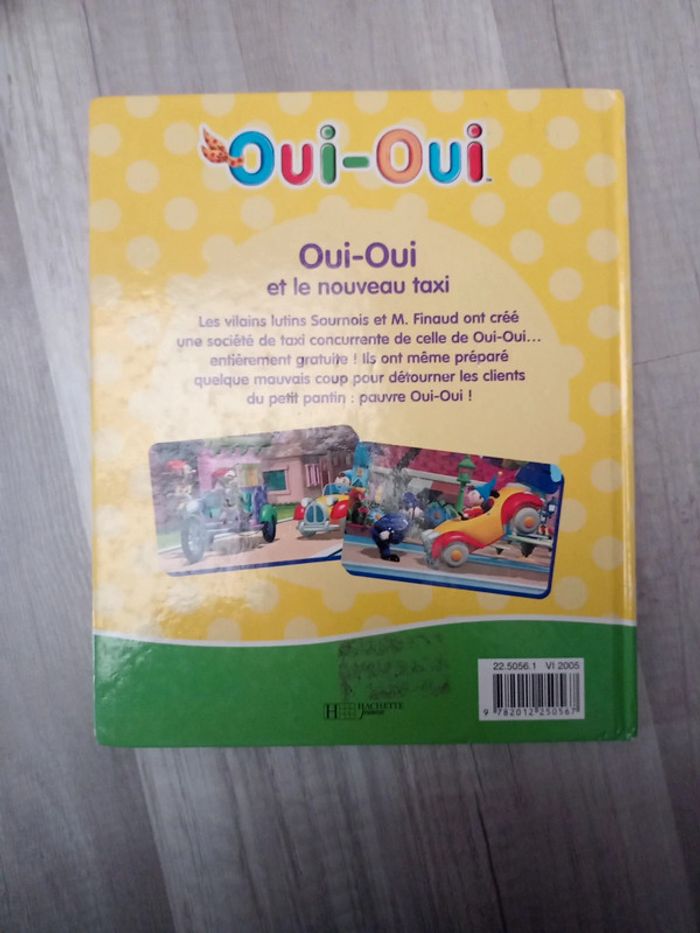 Oui-Oui
TM
Oui-Oui
et le nouveau taxi
Les vilains lutins Sournois et M. Finaud ont créé
une société de taxi concurrente de celle de Oui-Oui...
entièrement gratuite ! Ils ont même préparé
quelque mauvais coup pour détourner les clients
du petit pantin : pauvre Oui-Oui !
22.5056.1 VI 2005
H HACHETTE
Jeunesse
9 782012 250567